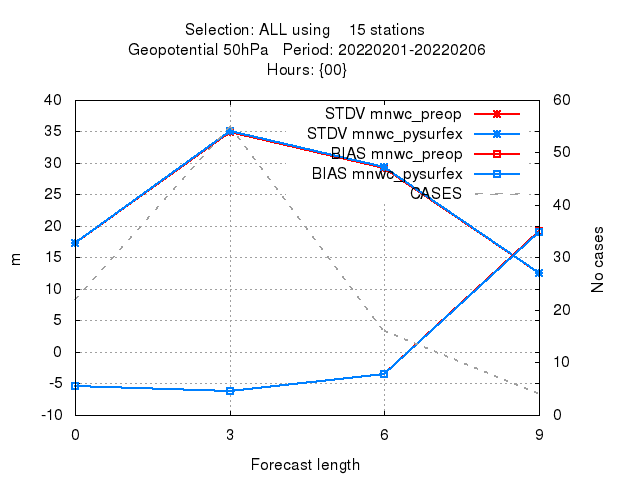 Selection: ALL using    15 stations
Geopotential 50hPa   Period: 20220201-20220206
Hours: {00}
40 60
35
30 50
25 40
20
15 30
10 20
5
0 10
-5
-10 0
STDV mnwc_preop
STDV mnwc_pysurfex
BIAS mnwc_preop
BIAS mnwc_pysurfex
CASES
m
No cases
0 3 6 9
Forecast length